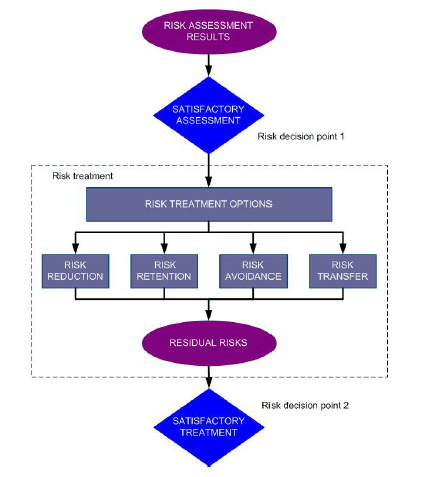 RISK ASSESSMENT
RESULTS
SATISFACTORY
ASSESSMENT
Risk decision point 1
Risk treatment
RISK TREATMENT OPTIONS
RISK
REDUCTION
RISK
RETENTION
RISK
AVOIDANCE
RISK
TRANSFER
RESIDUAL RISKS
Risk decision point 2
SATISFACTORY
TREATMENT